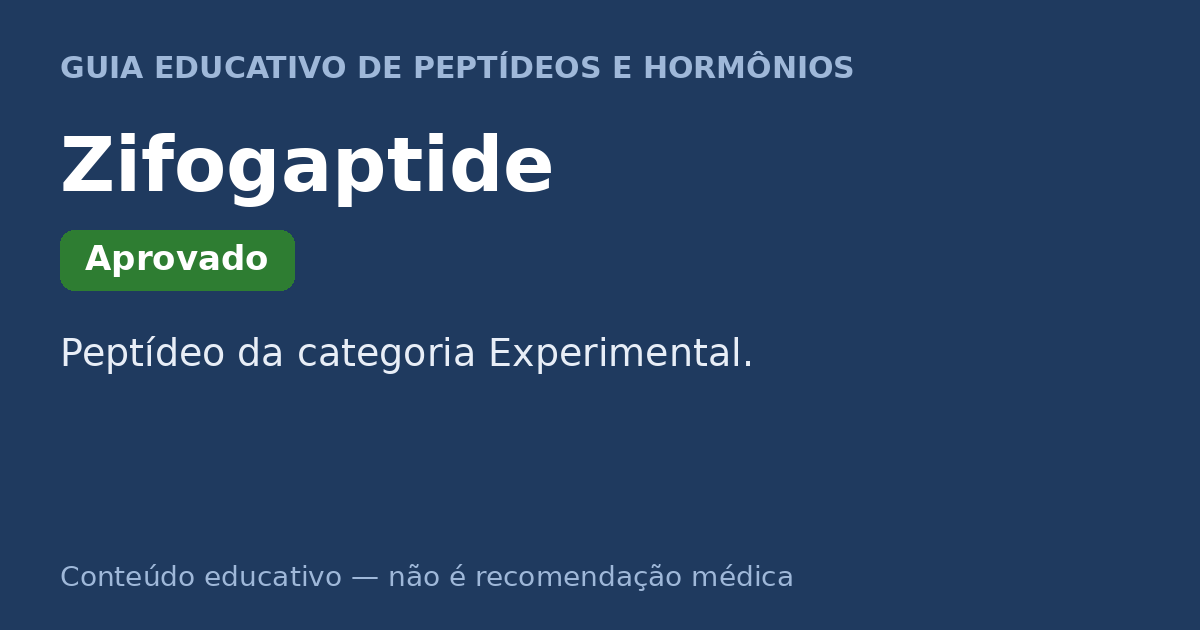 GUIA EDUCATIVO DE PEPTÍDEOS E HORMÔNIOS
Zifogaptide
Aprovado
Peptídeo da categoria Experimental.
Conteúdo educativo — não é recomendação médica